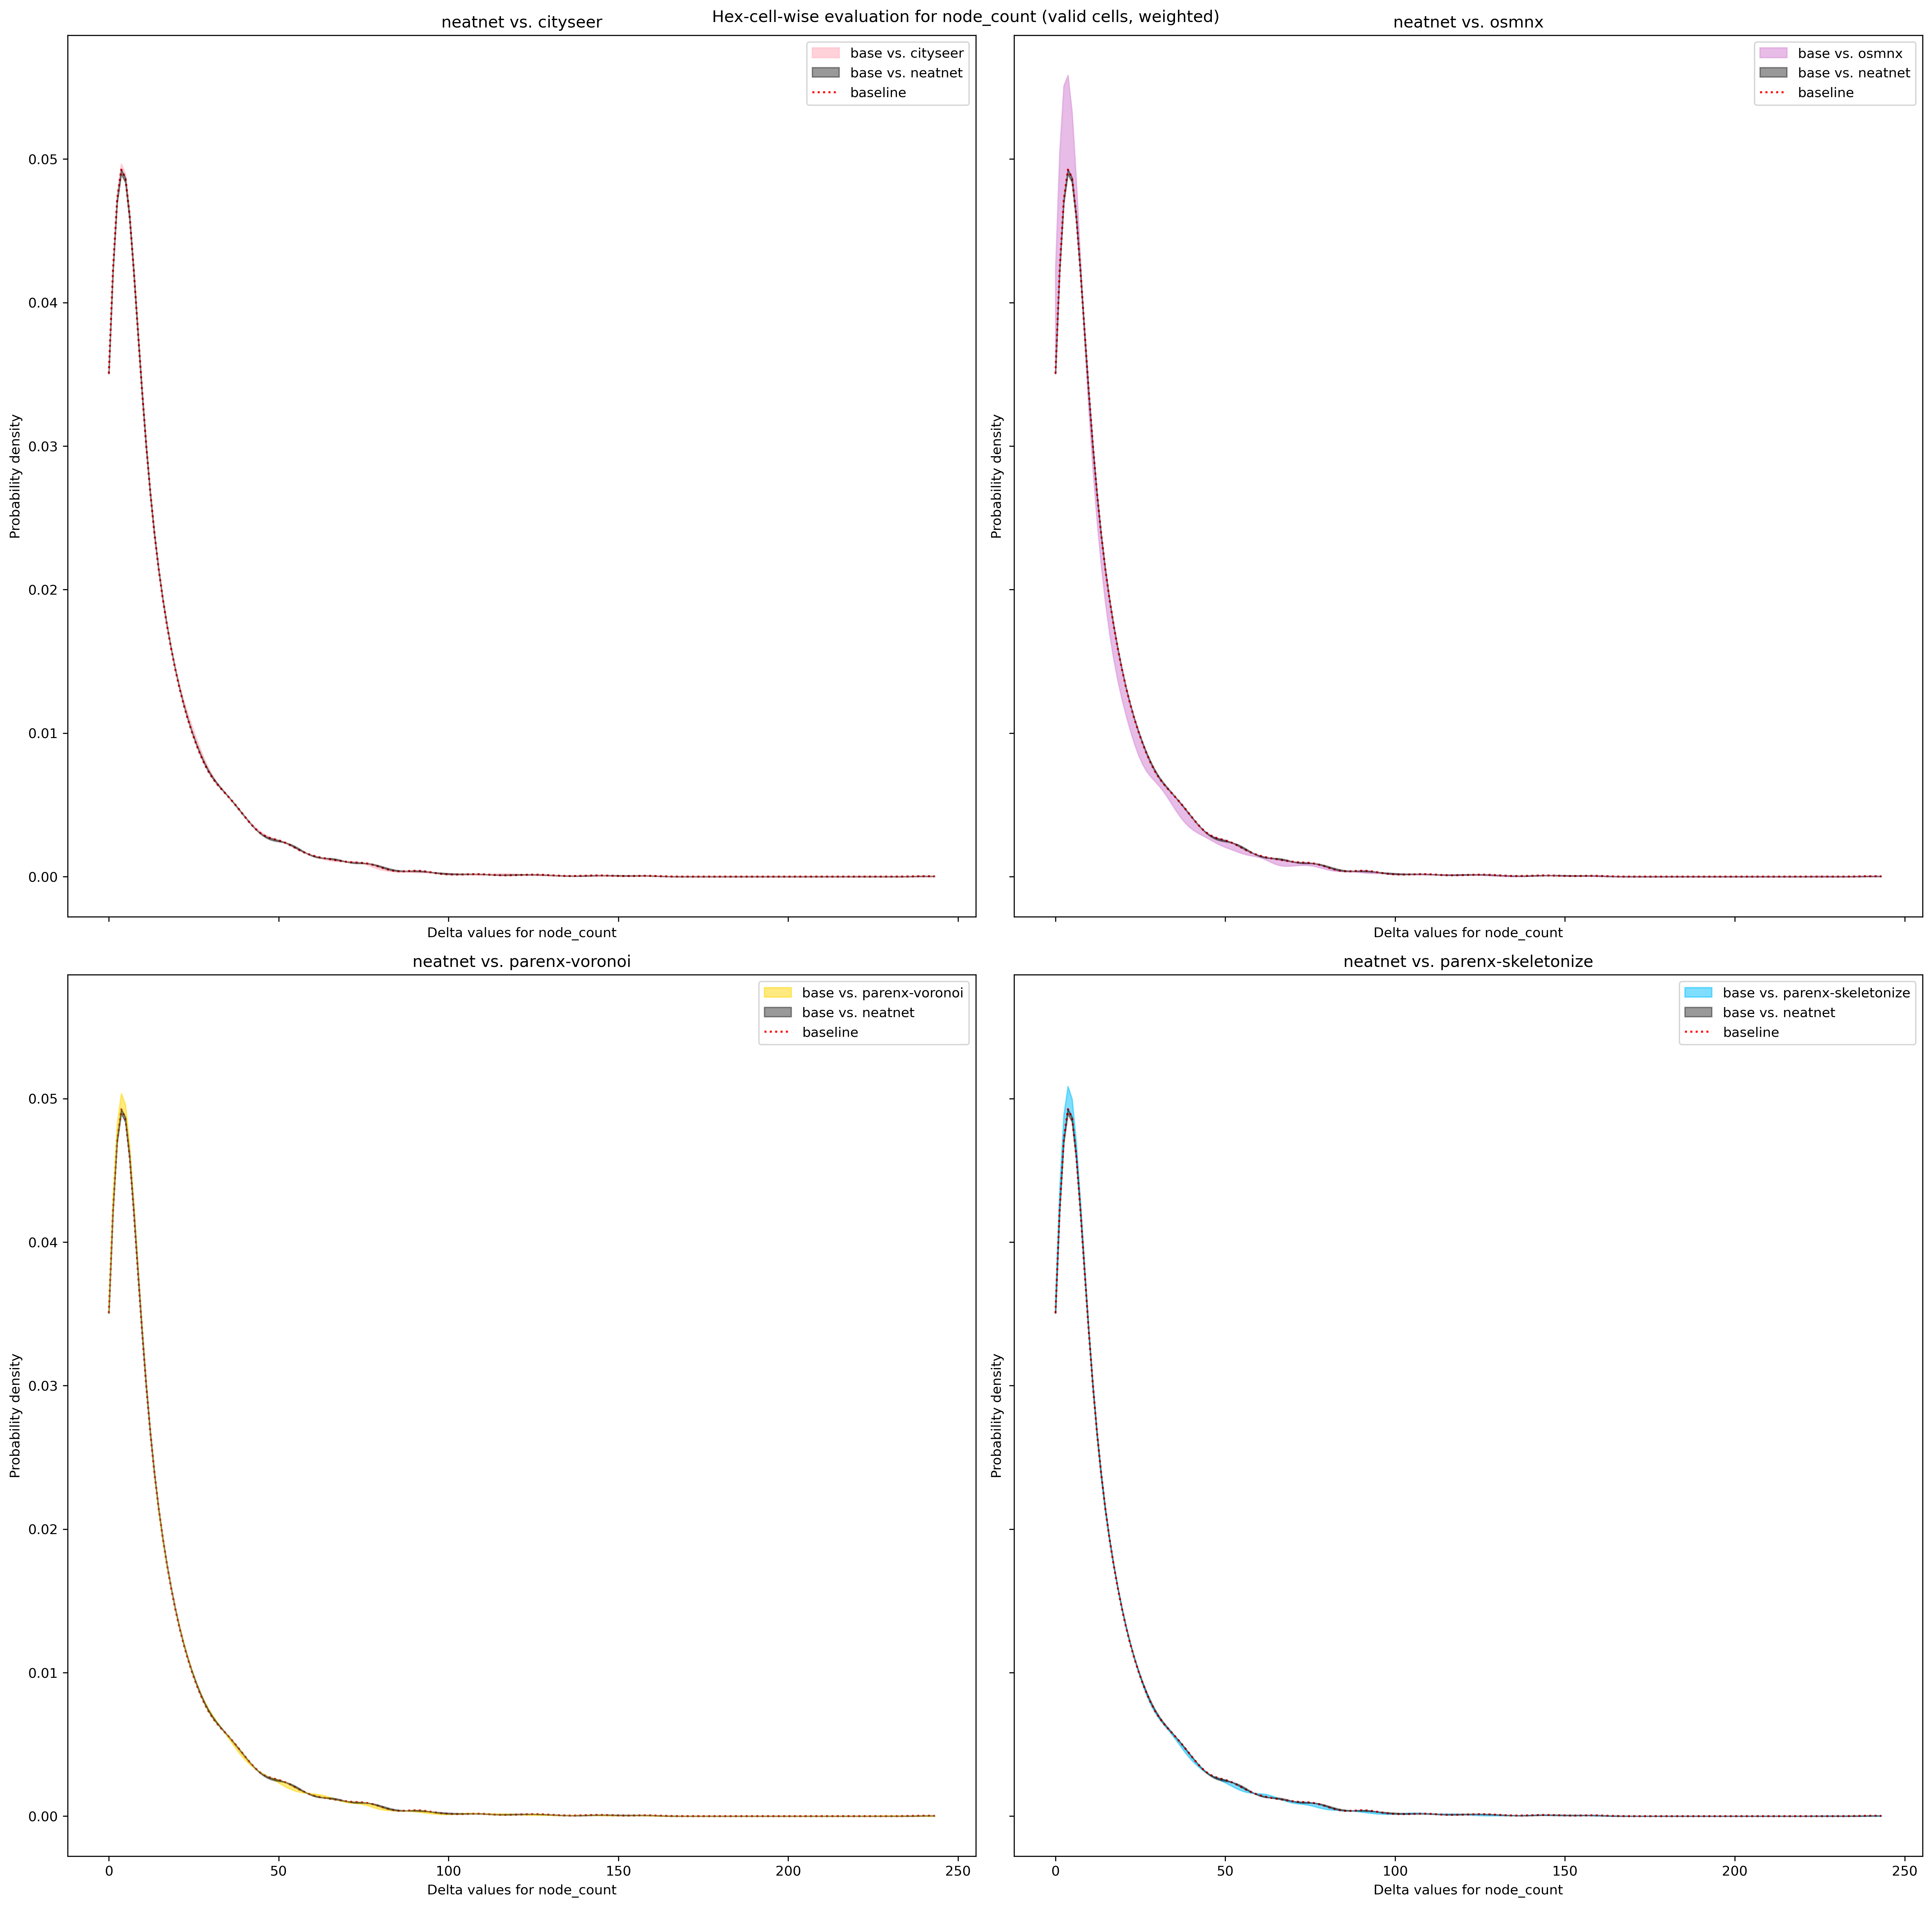 Hex-cell-wise evaluation for node_count (valid cells, weighted)
neatnet vs. cityseer
base vs. cityseer
base vs. neatnet
baseline
0.05
0.04
0.03
0.02
0.01
0.00
Probability density
Delta values for node_count
neatnet vs. osmnx
base vs. osmnx
base vs. neatnet
baseline
Probability density
Delta values for node_count
neatnet vs. parenx-voronoi
base vs. parenx-voronoi
base vs. neatnet
baseline
0.05
0.04
0.03
0.02
0.01
0.00
Probability density
0 50 100 150 200 250
Delta values for node_count
neatnet vs. parenx-skeletonize
base vs. parenx-skeletonize
base vs. neatnet
baseline
Probability density
0 50 100 150 200 250
Delta values for node_count